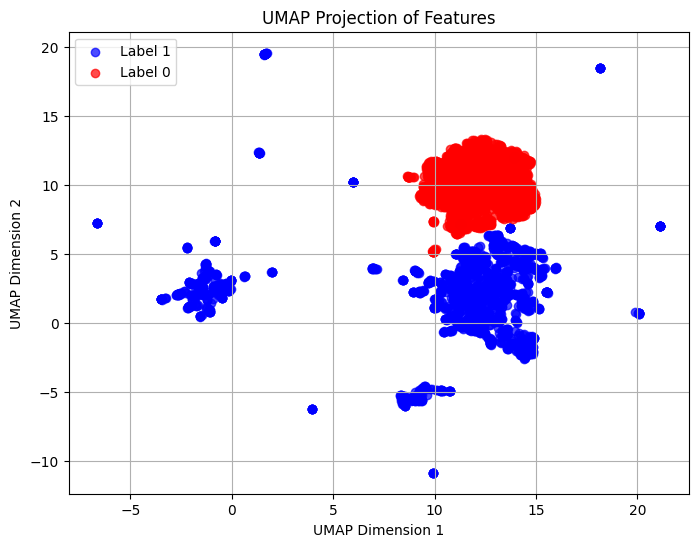 UMAP Projection of Features
Label 1
Label 0
UMAP Dimension 2
20
15
10
5
0
−5
−10
−5
0
5
10
15
20
UMAP Dimension 1